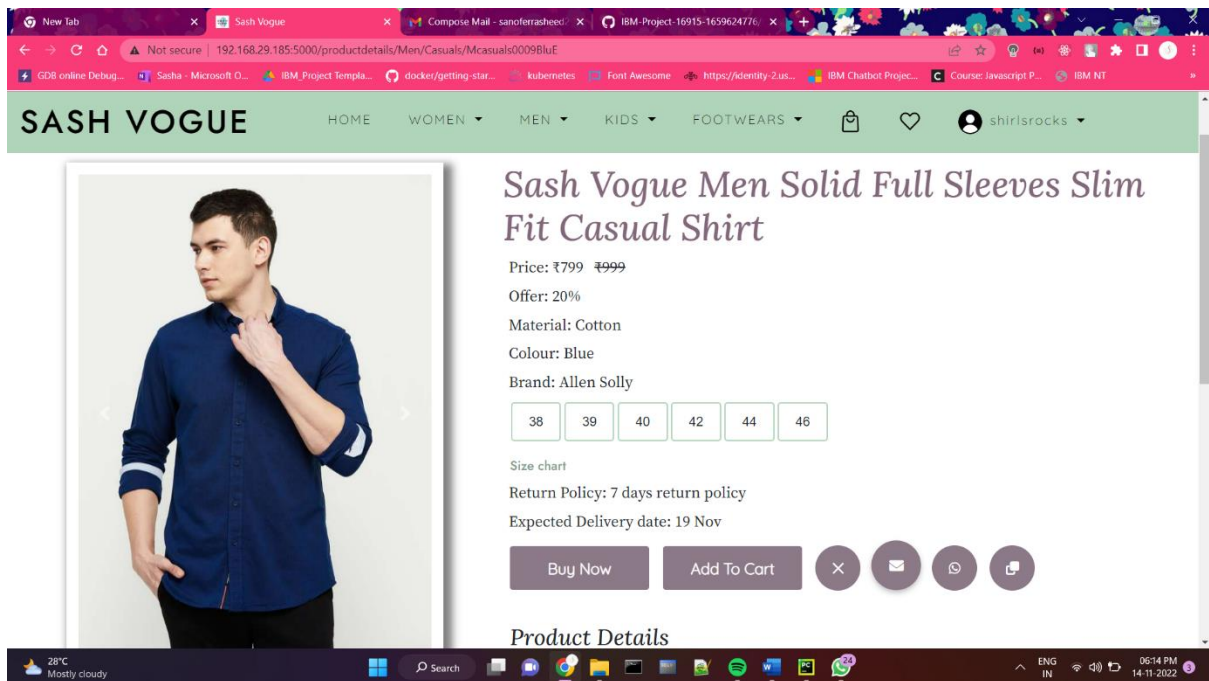 New Tab
Sash Vogue
Compose Mail - sanoferrasheed2
IBM-Project-16915-1659624776/
Not secure | 192.168.29.185:5000/productdetails/Men/Casuals/Mcasuals0009BluE
GDB online Debug...
Sasha - Microsoft O...
IBM_Project Templa...
docker/getting-star...
kubernetes
Font Awesome
https://identity-2.us...
IBM Chatbot Projec...
Course: Javascript P...
IBM NT
SASH VOGUE
HOME
WOMEN
MEN
KIDS
FOOTWEARS
shirlsrocks
Sash Vogue Men Solid Full Sleeves Slim
Fit Casual Shirt
Price: ₹799 ₹999
Offer: 20%
Material: Cotton
Colour: Blue
Brand: Allen Solly
38 39 40 42 44 46
Size chart
Return Policy: 7 days return policy
Expected Delivery date: 19 Nov
Buy Now
Add To Cart
Product Details
28°C
Mostly cloudy
Search
24
ENG
IN
06:14 PM
14-11-2022
3